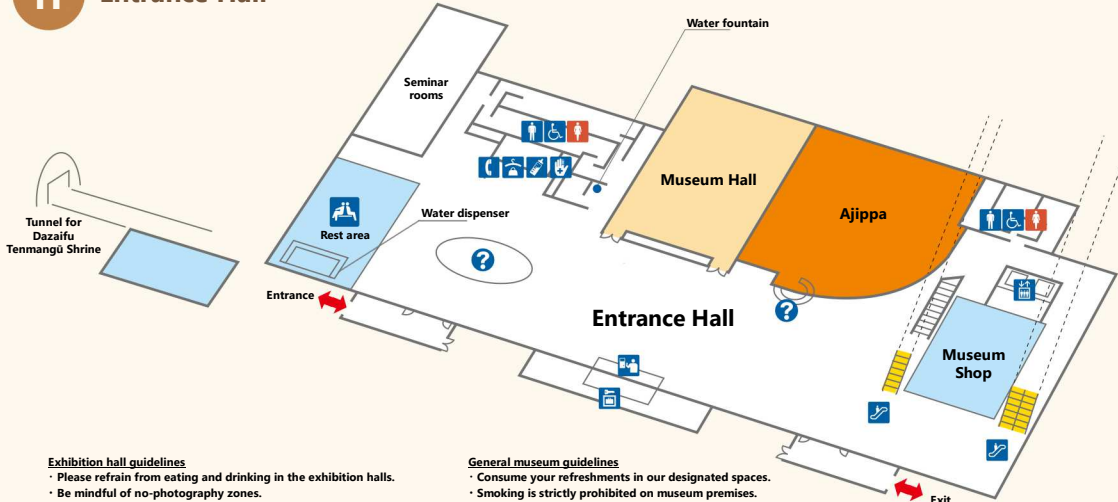 Entrance Hall
Water fountain
Seminar
rooms
Museum Hall
Ajippa
Tunnel for
Dazaifu
Tenmangū Shrine
Rest area
Water dispenser
?
?
Entrance
Entrance Hall
Museum
Shop
Exhibition hall guidelines
· Please refrain from eating and drinking in the exhibition halls.
· Be mindful of no-photography zones.
General museum guidelines
· Consume your refreshments in our designated spaces.
· Smoking is strictly prohibited on museum premises.
Exit